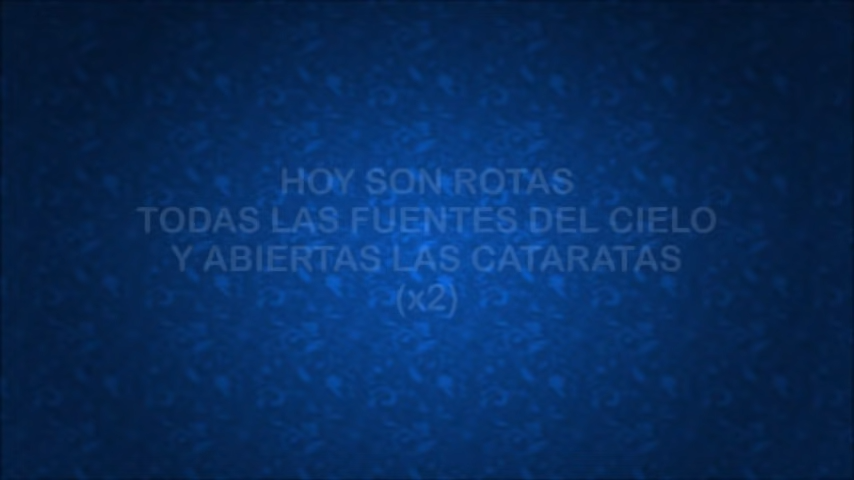 HOY SON ROTAS
TODAS LAS FUENTES DEL CIELO
Y ABIERTAS LAS CATARATAS
(x2)